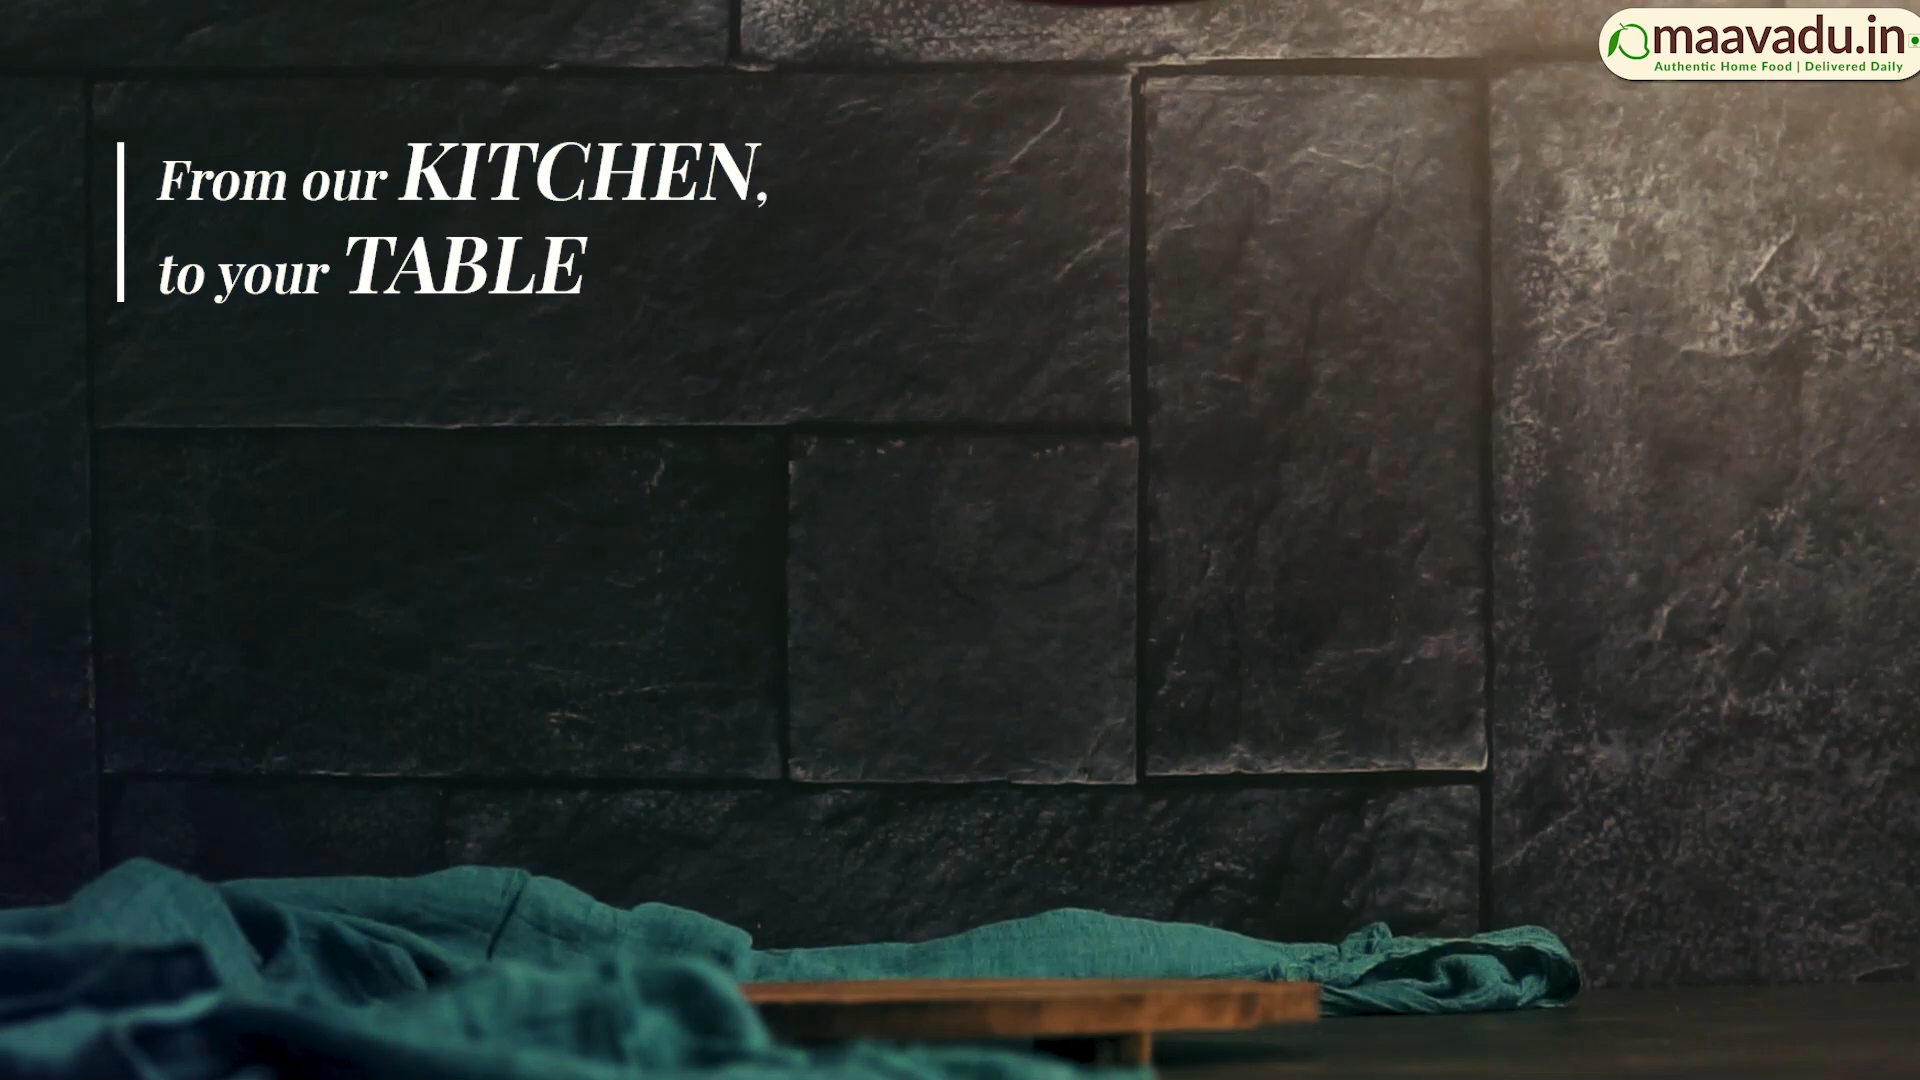 maavadu.in
Authentic Home Food | Delivered Daily
From our KITCHEN,
to your TABLE